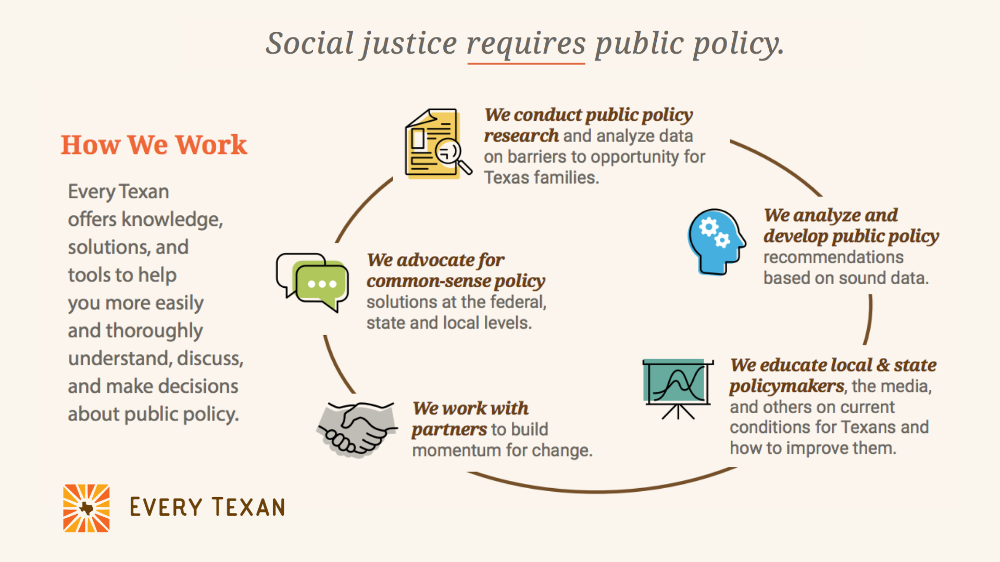 Social justice requires public policy.
How We Work
Every Texan
offers knowledge,
solutions, and
tools to help
you more easily
and thoroughly
understand, discuss,
and make decisions
about public policy.
We conduct public policy
research and analyze data
on barriers to opportunity for
Texas families.
We analyze and
develop public policy
recommendations
based on sound data.
We educate local & state
policymakers, the media,
and others on current
conditions for Texans and
how to improve them.
We work with
partners to build
momentum for change.
We advocate for
common-sense policy
solutions at the federal,
state and local levels.
EVERY TEXAN